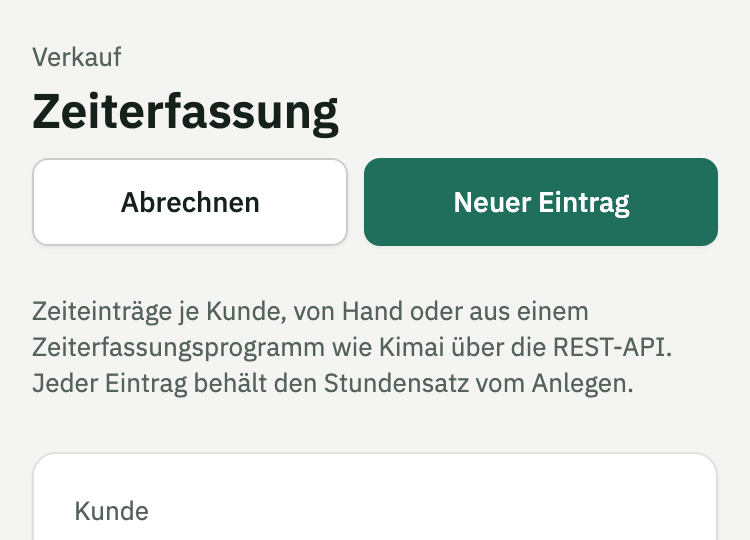 Verkauf
Zeiterfassung
Abrechnen
Neuer Eintrag
Zeiteinträge je Kunde, von Hand oder aus einem
Zeiterfassungsprogramm wie Kimai über die REST-API.
Jeder Eintrag behält den Stundensatz vom Anlegen.
Kunde